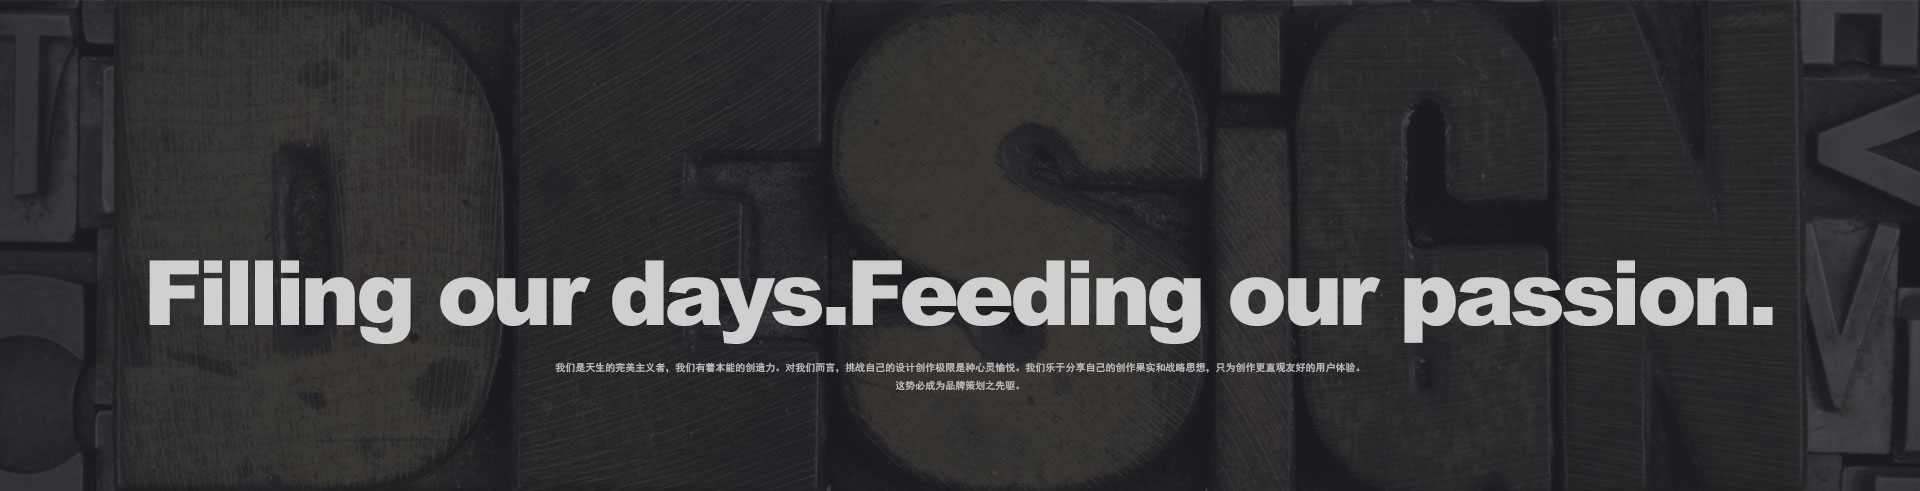 DESiGN
Filling our days.Feeding our passion.
我们是天生的完美主义者，我们有着本能的创造力。对我们而言，挑战自己的设计创作极限是种心灵愉悦。我们乐于分享自己的创作果实和战略思想，只为创作更直观友好的用户体验。
这势必成为品牌策划之先驱。